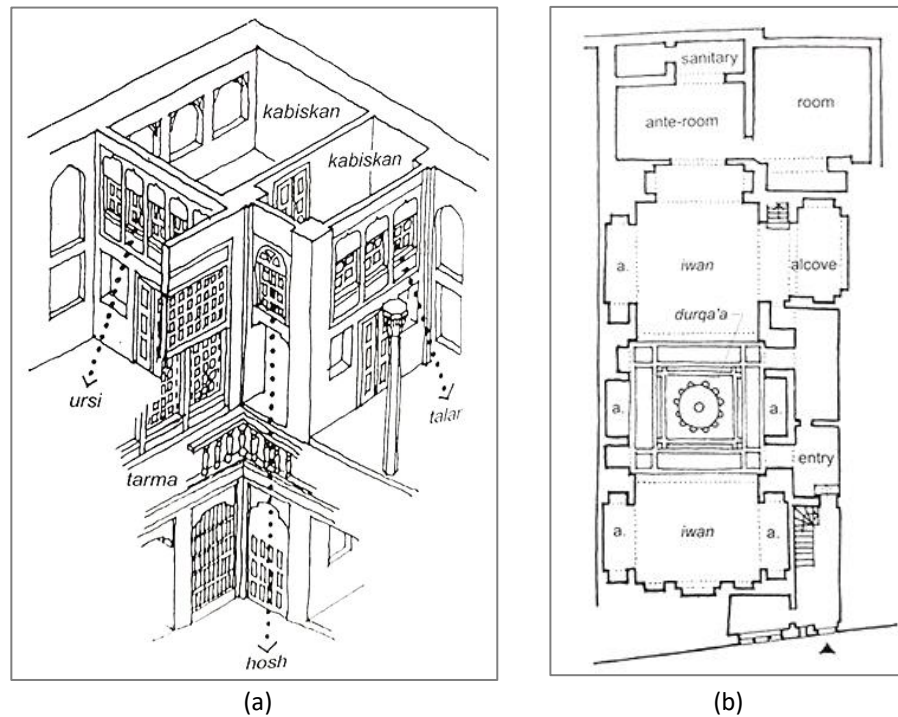 kabiskan
kabiskan
ursi
talar
tarma
hosh
(a)
sanitary
room
ante-room
a.
iwan
alcove
durqa'a
a.
a.
entry
a.
iwan
a.
(b)